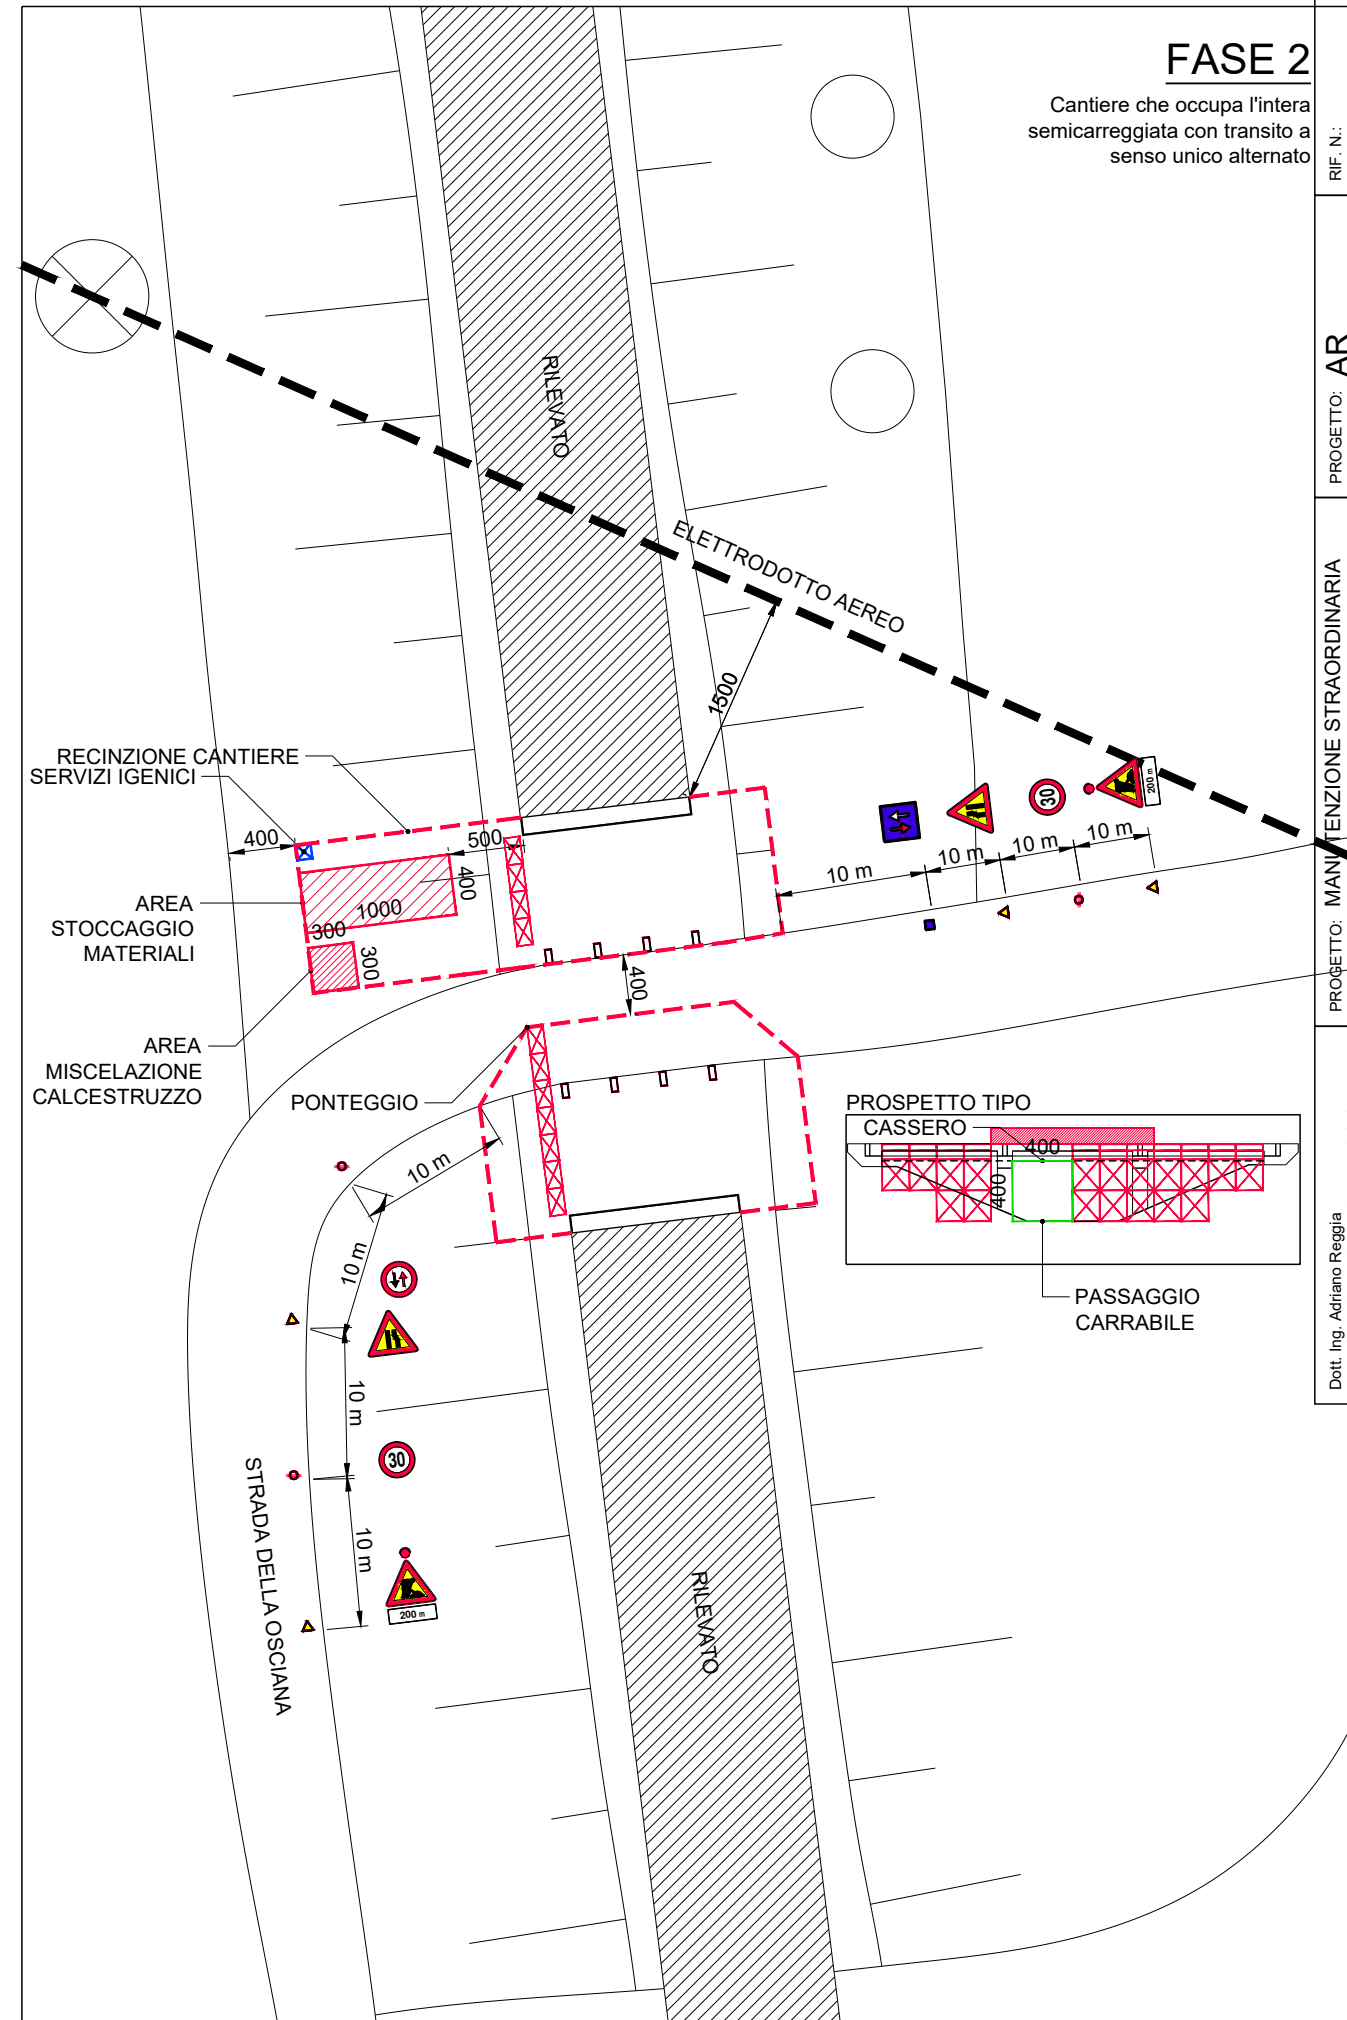 FASE 2
Cantiere che occupa l'intera
semicarreggiata con transito a
senso unico alternato
RIF. N.:
PROGETTO: AR
PROGETTO: MANUTENZIONE STRAORDINARIA
Dott. Ing. Adriano Reggia
RILEVATO
ELETTRODOTTO AEREO
1500
RECINZIONE CANTIERE
SERVIZI IGENICI
400
500
400
1000
300
300
AREA
STOCCAGGIO
MATERIALI
AREA
MISCELAZIONE
CALCESTRUZZO
30
200 m
10 m
10 m
10 m
10 m
400
PONTEGGIO
10 m
10 m
10 m
10 m
30
200 m
STRADA DELLA OSCIANA
RILEVATO
PROSPETTO TIPO
CASSERO
400
400
PASSAGGIO
CARRABILE